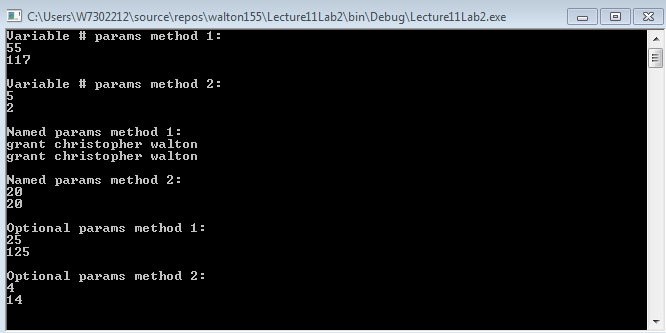 C:\Users\W7302212\source\repos\walton155\Lecture11Lab2\bin\Debug\Lecture11Lab2.exe
Variable # params method 1:
55
117
Variable # params method 2:
5
2
Named params method 1:
grant christopher walton
grant christopher walton
Named params method 2:
20
20
Optional params method 1:
25
125
Optional params method 2:
4
14